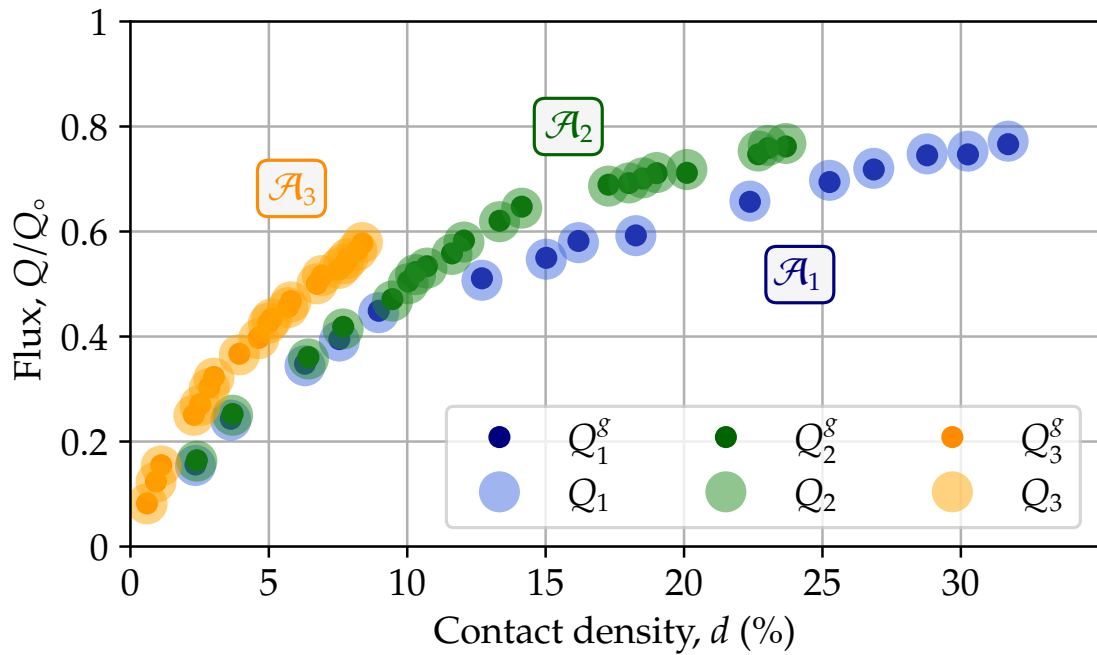 1
0.8
0.6
0.4
0.2
0
Flux, Q/Q∘
𝒜₃
𝒜₂
𝒜₁
Q₁ᵍ Q₂ᵍ Q₃ᵍ
Q₁ Q₂ Q₃
0 5 10 15 20 25 30
Contact density, d (%)